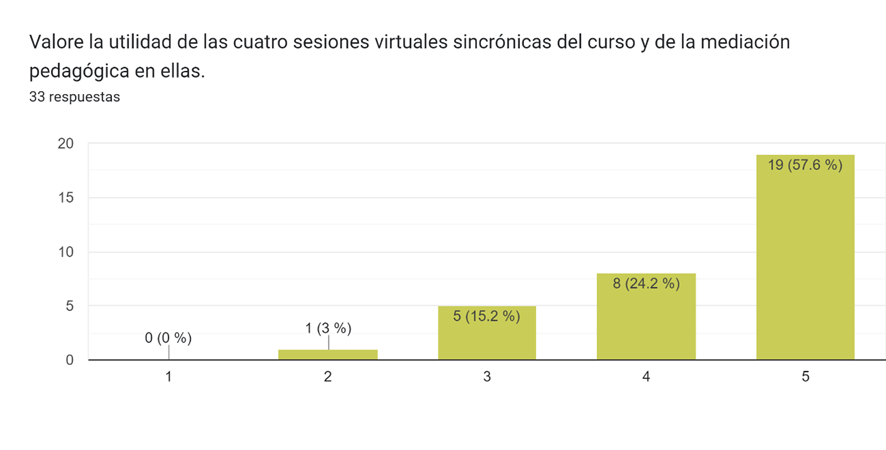 Valore la utilidad de las cuatro sesiones virtuales sincrónicas del curso y de la mediación
pedagógica en ellas.
33 respuestas
20
15
10
5
0
0 (0 %)
1 (3 %)
5 (15.2 %)
8 (24.2 %)
19 (57.6 %)
1 2 3 4 5